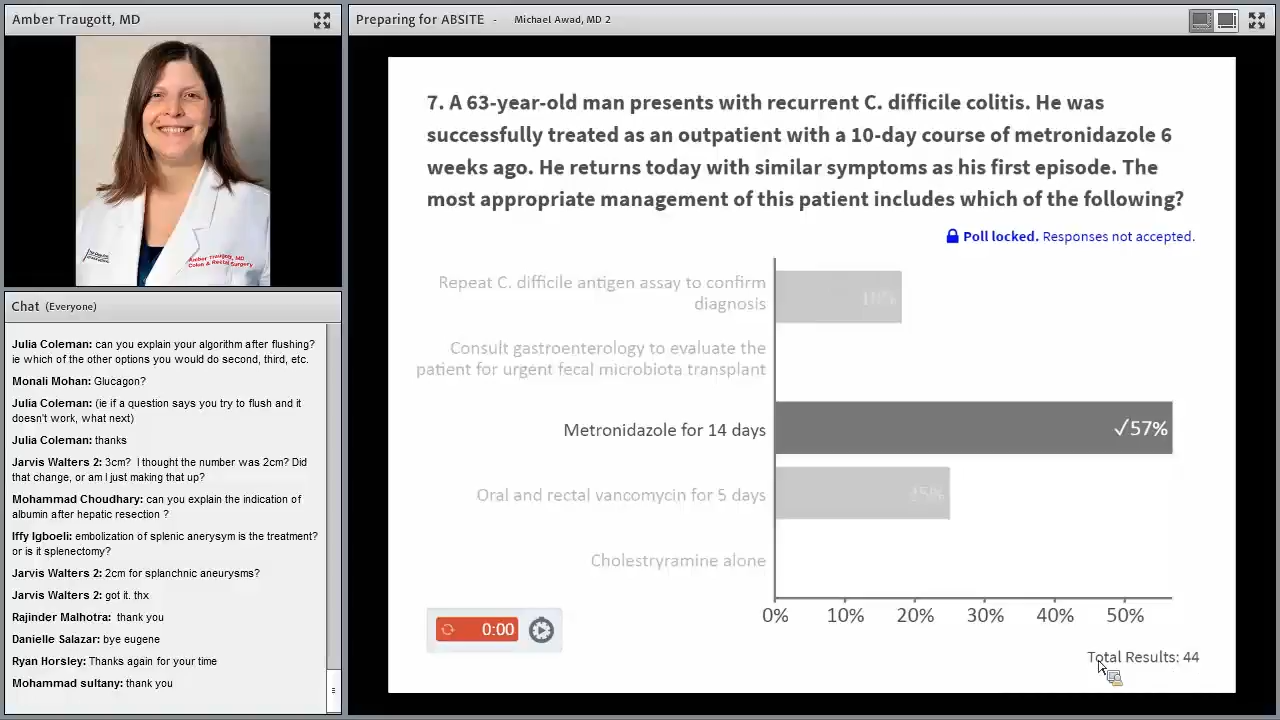 Amber Traugott, MD
Preparing for ABSITE - Michael Awad, MD 2
Amber Traugott, MD
Colon & Rectal Surgery
Chat (Everyone)
Julia Coleman: can you explain your algorithm after flushing?
ie which of the other options you would do second, third, etc.
Monali Mohan: Glucagon?
Julia Coleman: (ie if a question says you try to flush and it
doesn't work, what next)
Julia Coleman: thanks
Jarvis Walters 2: 3cm? I thought the number was 2cm? Did
that change, or am I just making that up?
Mohammad Choudhary: can you explain the indication of
albumin after hepatic resection ?
Iffy Igboeli: embolization of splenic anerysym is the treatment?
or is it splenectomy?
Jarvis Walters 2: 2cm for splanchnic aneurysms?
Jarvis Walters 2: got it. thx
Rajinder Malhotra: thank you
Danielle Salazar: bye eugene
Ryan Horsley: Thanks again for your time
Mohammad sultany: thank you
7. A 63-year-old man presents with recurrent C. difficile colitis. He was
successfully treated as an outpatient with a 10-day course of metronidazole 6
weeks ago. He returns today with similar symptoms as his first episode. The
most appropriate management of this patient includes which of the following?
Poll locked. Responses not accepted.
Repeat C. difficile antigen assay to confirm
diagnosis
18%
Consult gastroenterology to evaluate the
patient for urgent fecal microbiota transplant
Metronidazole for 14 days
✓57%
Oral and rectal vancomycin for 5 days
25%
Cholestryramine alone
0% 10% 20% 30% 40% 50%
0:00
Total Results: 44